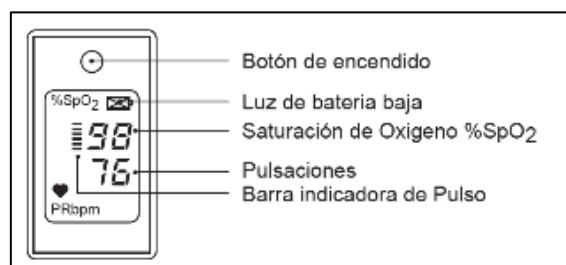 Botón de encendido
%SpO2
Luz de bateria baja
98
Saturación de Oxigeno %SpO2
76
Pulsaciones
Barra indicadora de Pulso
PRbpm